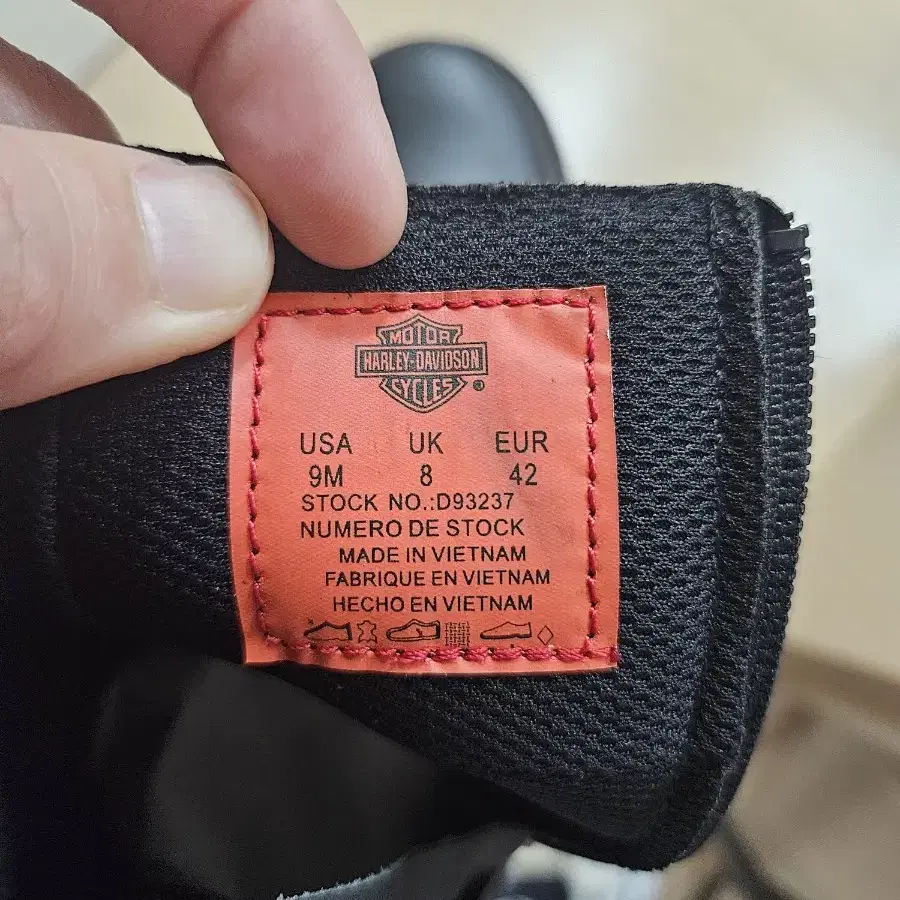 MOTOR
HARLEY-DAVIDSON
CYCLES
®
USA UK EUR
9M 8 42
STOCK NO.:D93237
NUMERO DE STOCK
MADE IN VIETNAM
FABRIQUE EN VIETNAM
HECHO EN VIETNAM